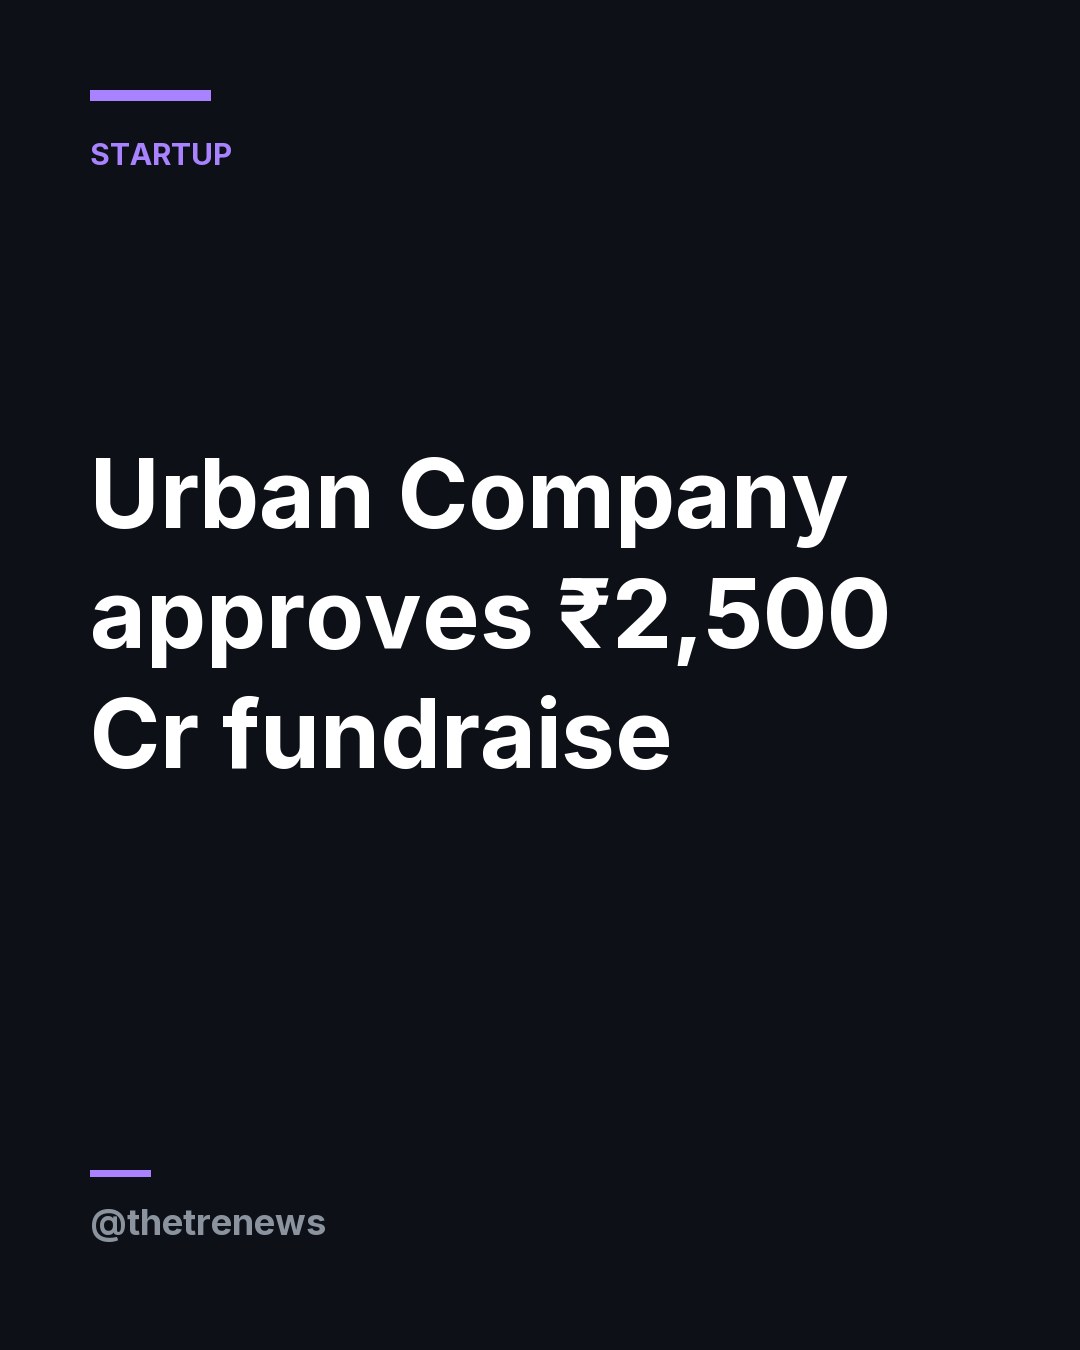 STARTUP
Urban Company
approves ₹2,500
Cr fundraise
@thetrenews